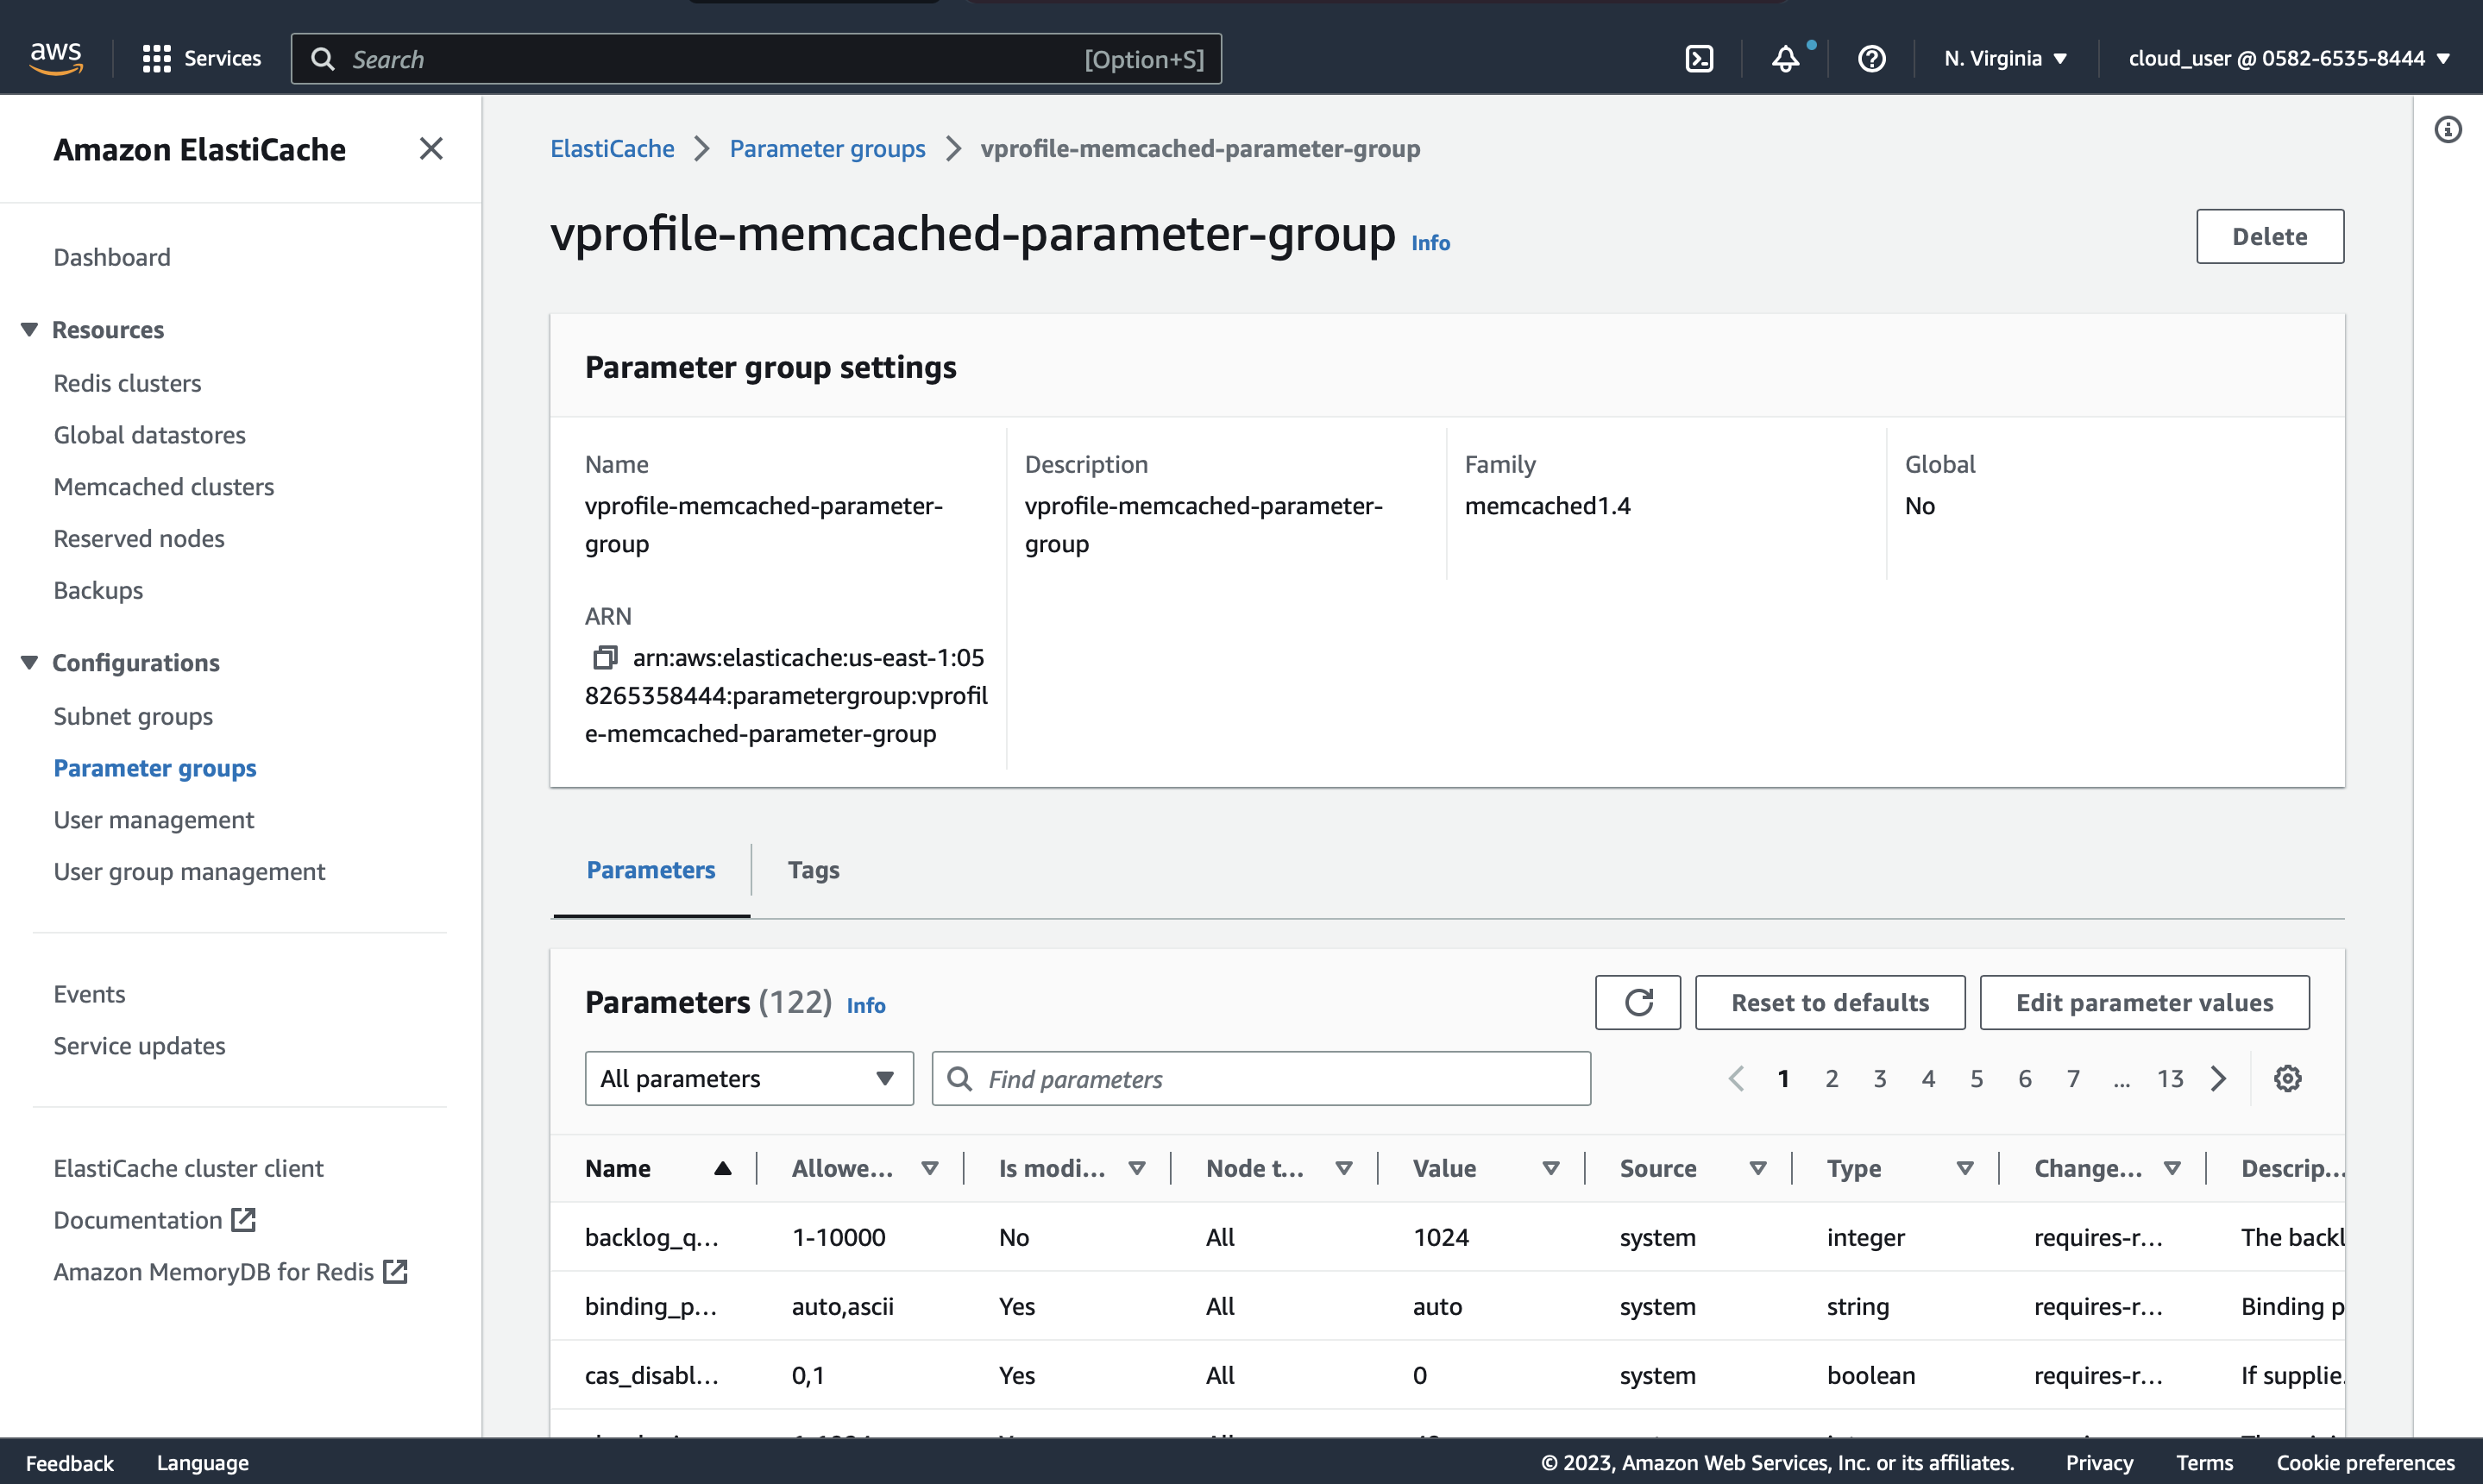 aws
Services
Search
[Option+S]
N. Virginia
cloud_user @ 0582-6535-8444
Amazon ElastiCache
Dashboard
Resources
Redis clusters
Global datastores
Memcached clusters
Reserved nodes
Backups
Configurations
Subnet groups
Parameter groups
User management
User group management
Events
Service updates
ElastiCache cluster client
Documentation
Amazon MemoryDB for Redis
ElastiCache
Parameter groups
vprofile-memcached-parameter-group
vprofile-memcached-parameter-group Info
Delete
Parameter group settings
Name
vprofile-memcached-parameter-
group
Description
vprofile-memcached-parameter-
group
Family
memcached1.4
Global
No
ARN
arn:aws:elasticache:us-east-1:05
8265358444:parametergroup:vprofil
e-memcached-parameter-group
Parameters
Tags
Parameters (122) Info
Reset to defaults
Edit parameter values
All parameters
Find parameters
1 2 3 4 5 6 7 ... 13
Name Allowe... Is modi... Node t... Value Source Type Change... Descrip...
backlog_q... 1-10000 No All 1024 system integer requires-r... The backl
binding_p... auto,ascii Yes All auto system string requires-r... Binding p
cas_disabl... 0,1 Yes All 0 system boolean requires-r... If supplie.
Feedback
Language
© 2023, Amazon Web Services, Inc. or its affiliates.
Privacy
Terms
Cookie preferences